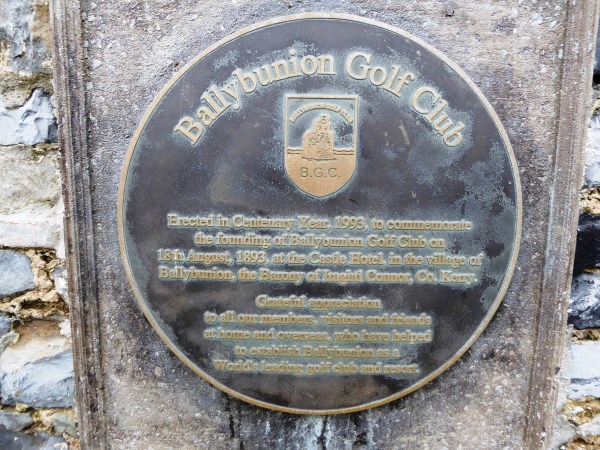 Ballybunion Golf Club
B.G.C.
Erected in Centenary Year, 1993, to commemorate
the founding of Ballybunion Golf Club on
18th August, 1893, at the Castle Hotel, in the village of
Ballybunion, the Barony of Iraghti Connor, Co. Kerry.
Grateful appreciation
to all our members, visitors and friends
at home and overseas, who have helped
to establish Ballybunion as a
World's leading golf club and resort.